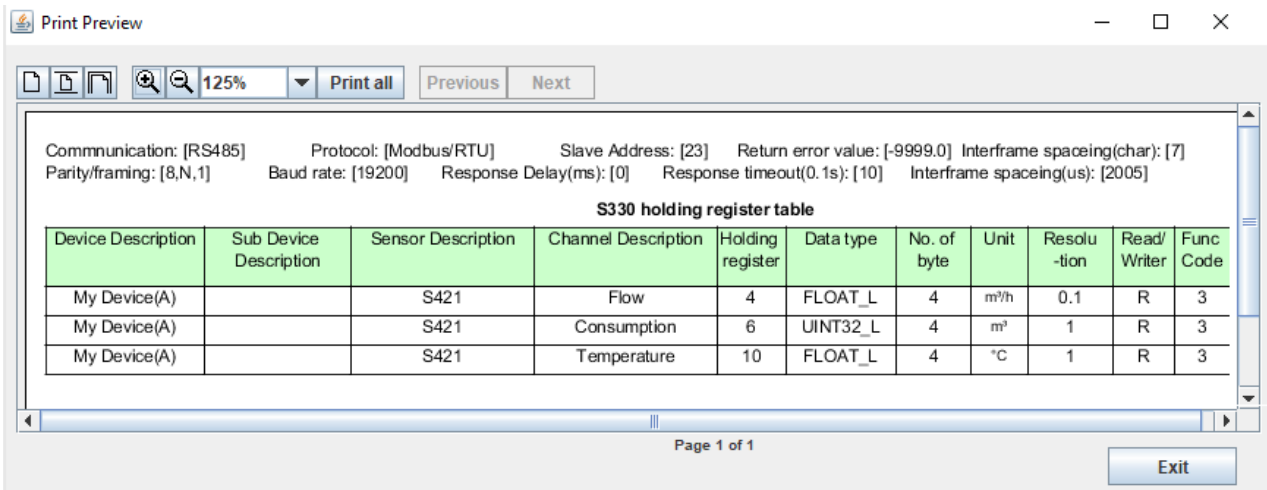 Print Preview
125% Print all Previous Next
Commnunication: [RS485] Protocol: [Modbus/RTU] Slave Address: [23] Return error value: [-9999.0] Interframe spaceing(char): [7]
Parity/framing: [8,N,1] Baud rate: [19200] Response Delay(ms): [0] Response timeout(0.1s): [10] Interframe spaceing(us): [2005]
S330 holding register table
Device Description Sub Device Sensor Description Channel Description Holding Data type No. of Unit Resolu Read/ Func
Description register byte -tion Writer Code
My Device(A) S421 Flow 4 FLOAT_L 4 m³/h 0.1 R 3
My Device(A) S421 Consumption 6 UINT32_L 4 m³ 1 R 3
My Device(A) S421 Temperature 10 FLOAT_L 4 °C 1 R 3
Page 1 of 1
Exit